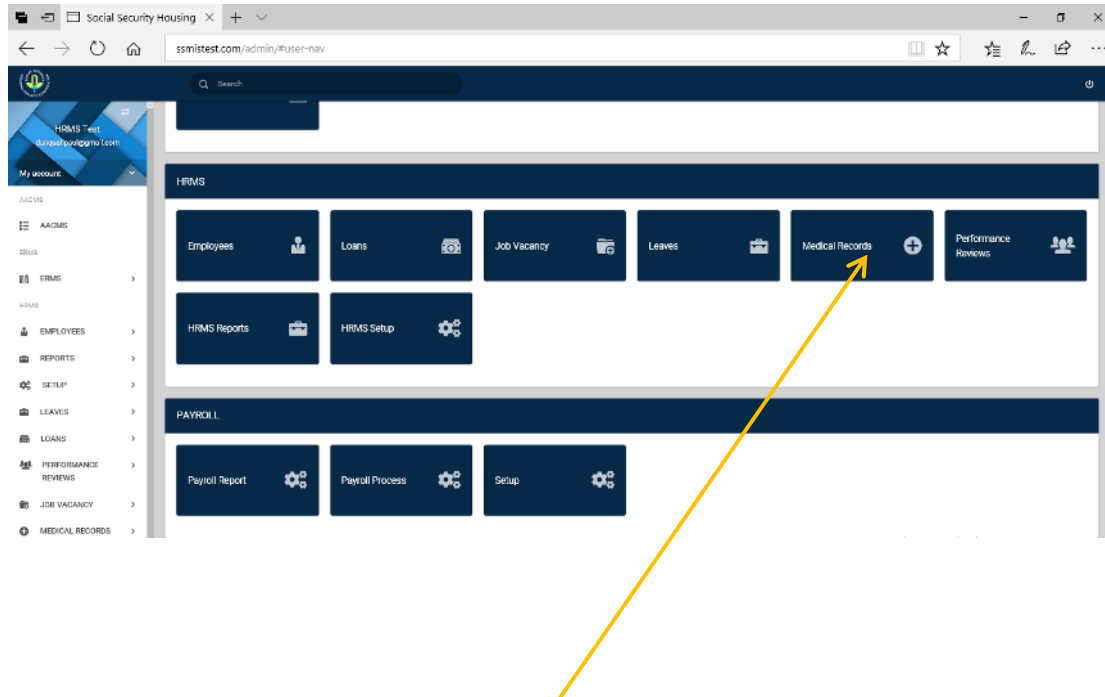 Social Security Housing
ssmistest.com/admin/#user-nav
Search
HRMS Test
My account
AACMS
AACMS
ERMS
ERMS
HRMS
EMPLOYEES
REPORTS
SETUP
LEAVES
LOANS
PERFORMANCE
REVIEWS
JOB VACANCY
MEDICAL RECORDS
HRMS
Employees
Loans
Job Vacancy
Leaves
Medical Records
Performance
Reviews
HRMS Reports
HRMS Setup
PAYROLL
Payroll Report
Payroll Process
Setup